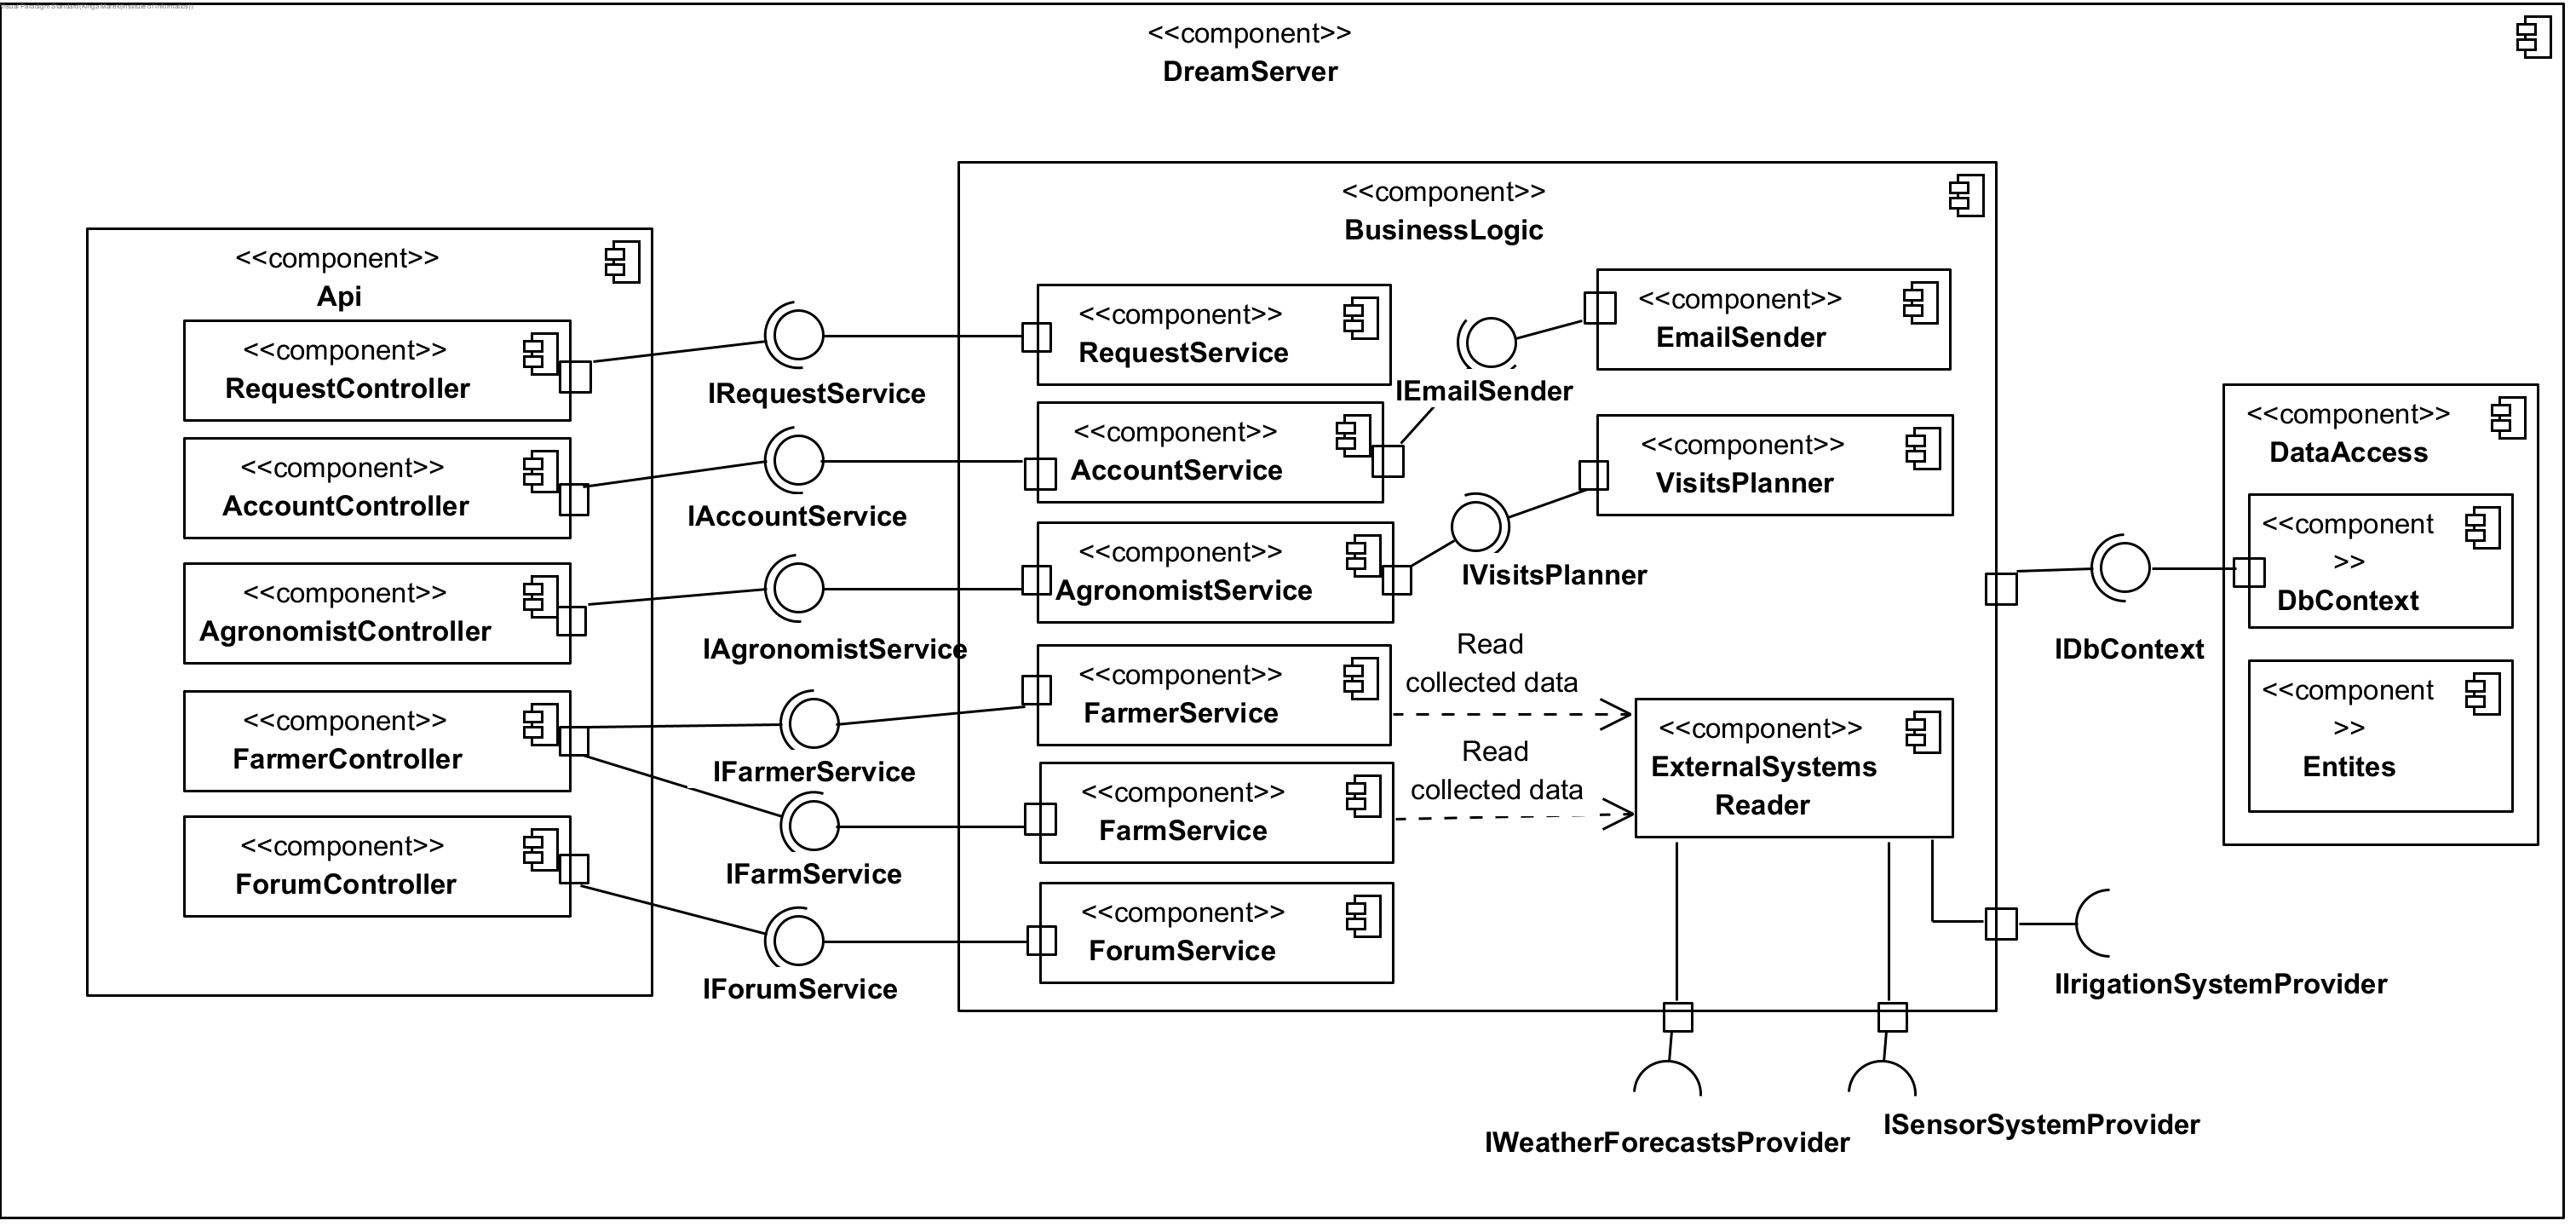 <<component>>
DreamServer
<<component>>
Api
<<component>>
RequestController
<<component>>
AccountController
<<component>>
AgronomistController
<<component>>
FarmerController
<<component>>
ForumController
IRequestService
IAccountService
IAgronomistService
IFarmerService
IFarmService
IForumService
<<component>>
BusinessLogic
<<component>>
RequestService
<<component>>
AccountService
<<component>>
AgronomistService
<<component>>
FarmerService
<<component>>
FarmService
<<component>>
ForumService
IEmailSender
<<component>>
EmailSender
IVisitsPlanner
<<component>>
VisitsPlanner
Read
collected data
Read
collected data
<<component>>
ExternalSystems
Reader
IWeatherForecastsProvider
ISensorSystemProvider
IIrigationSystemProvider
IDbContext
<<component>>
DataAccess
<<component
>>
DbContext
<<component
>>
Entites